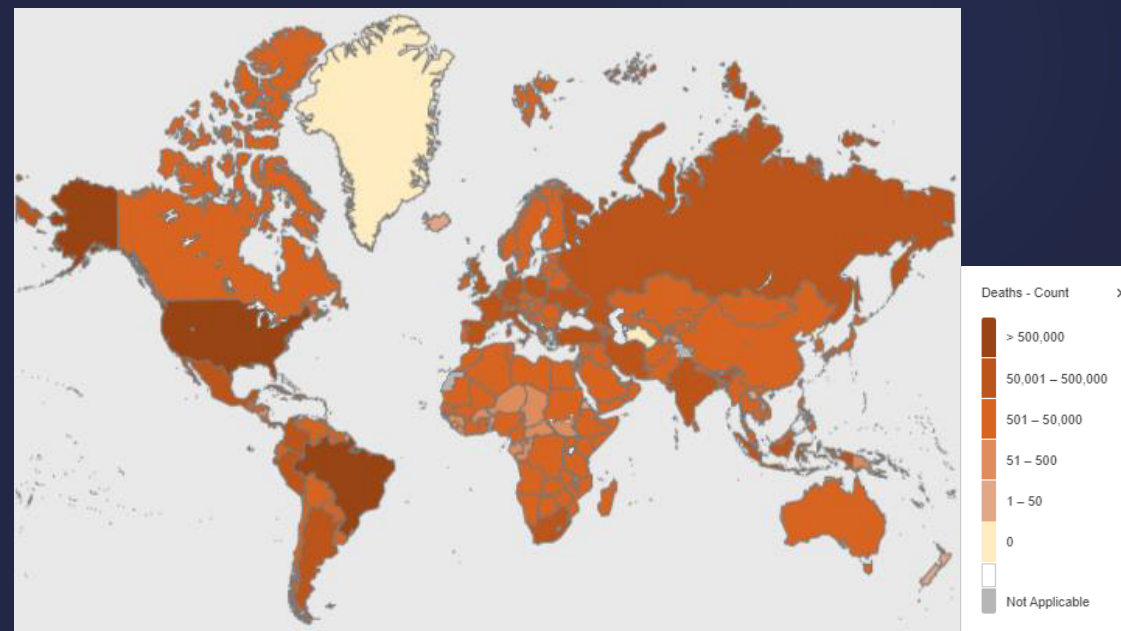 Deaths - Count
> 500,000
50,001 – 500,000
501 – 50,000
51 – 500
1 – 50
0
Not Applicable